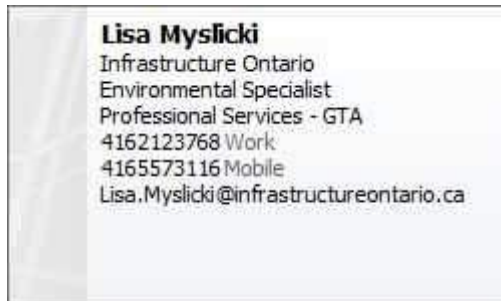 Lisa Myslicki
Infrastructure Ontario
Environmental Specialist
Professional Services - GTA
4162123768 Work
4165573116 Mobile
Lisa.Myslicki@infrastructureontario.ca